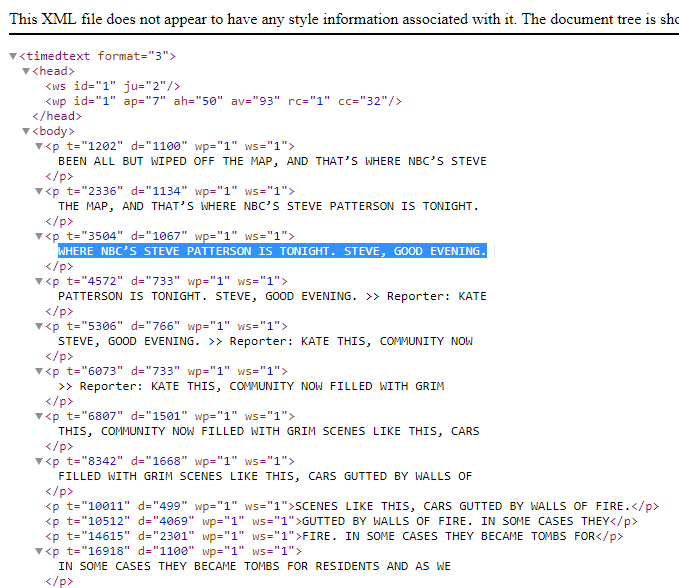 This XML file does not appear to have any style information associated with it. The document tree is sho
▼<timedtext format="3">
▼<head>
<ws id="1" ju="2"/>
<wp id="1" ap="7" ah="50" av="93" rc="1" cc="32"/>
</head>
▼<body>
▼<p t="1202" d="1100" wp="1" ws="1">
BEEN ALL BUT WIPED OFF THE MAP, AND THAT’S WHERE NBC’S STEVE
</p>
▼<p t="2336" d="1134" wp="1" ws="1">
THE MAP, AND THAT’S WHERE NBC’S STEVE PATTERSON IS TONIGHT.
</p>
▼<p t="3504" d="1067" wp="1" ws="1">
WHERE NBC’S STEVE PATTERSON IS TONIGHT. STEVE, GOOD EVENING.
</p>
▼<p t="4572" d="733" wp="1" ws="1">
PATTERSON IS TONIGHT. STEVE, GOOD EVENING. >> Reporter: KATE
</p>
▼<p t="5306" d="766" wp="1" ws="1">
STEVE, GOOD EVENING. >> Reporter: KATE THIS, COMMUNITY NOW
</p>
▼<p t="6073" d="733" wp="1" ws="1">
>> Reporter: KATE THIS, COMMUNITY NOW FILLED WITH GRIM
</p>
▼<p t="6807" d="1501" wp="1" ws="1">
THIS, COMMUNITY NOW FILLED WITH GRIM SCENES LIKE THIS, CARS
</p>
▼<p t="8342" d="1668" wp="1" ws="1">
FILLED WITH GRIM SCENES LIKE THIS, CARS GUTTED BY WALLS OF
</p>
<p t="10011" d="499" wp="1" ws="1">SCENES LIKE THIS, CARS GUTTED BY WALLS OF FIRE.</p>
<p t="10512" d="4069" wp="1" ws="1">GUTTED BY WALLS OF FIRE. IN SOME CASES THEY</p>
<p t="14615" d="2301" wp="1" ws="1">FIRE. IN SOME CASES THEY BECAME TOMBS FOR</p>
▼<p t="16918" d="1100" wp="1" ws="1">
IN SOME CASES THEY BECAME TOMBS FOR RESIDENTS AND AS WE
</p>